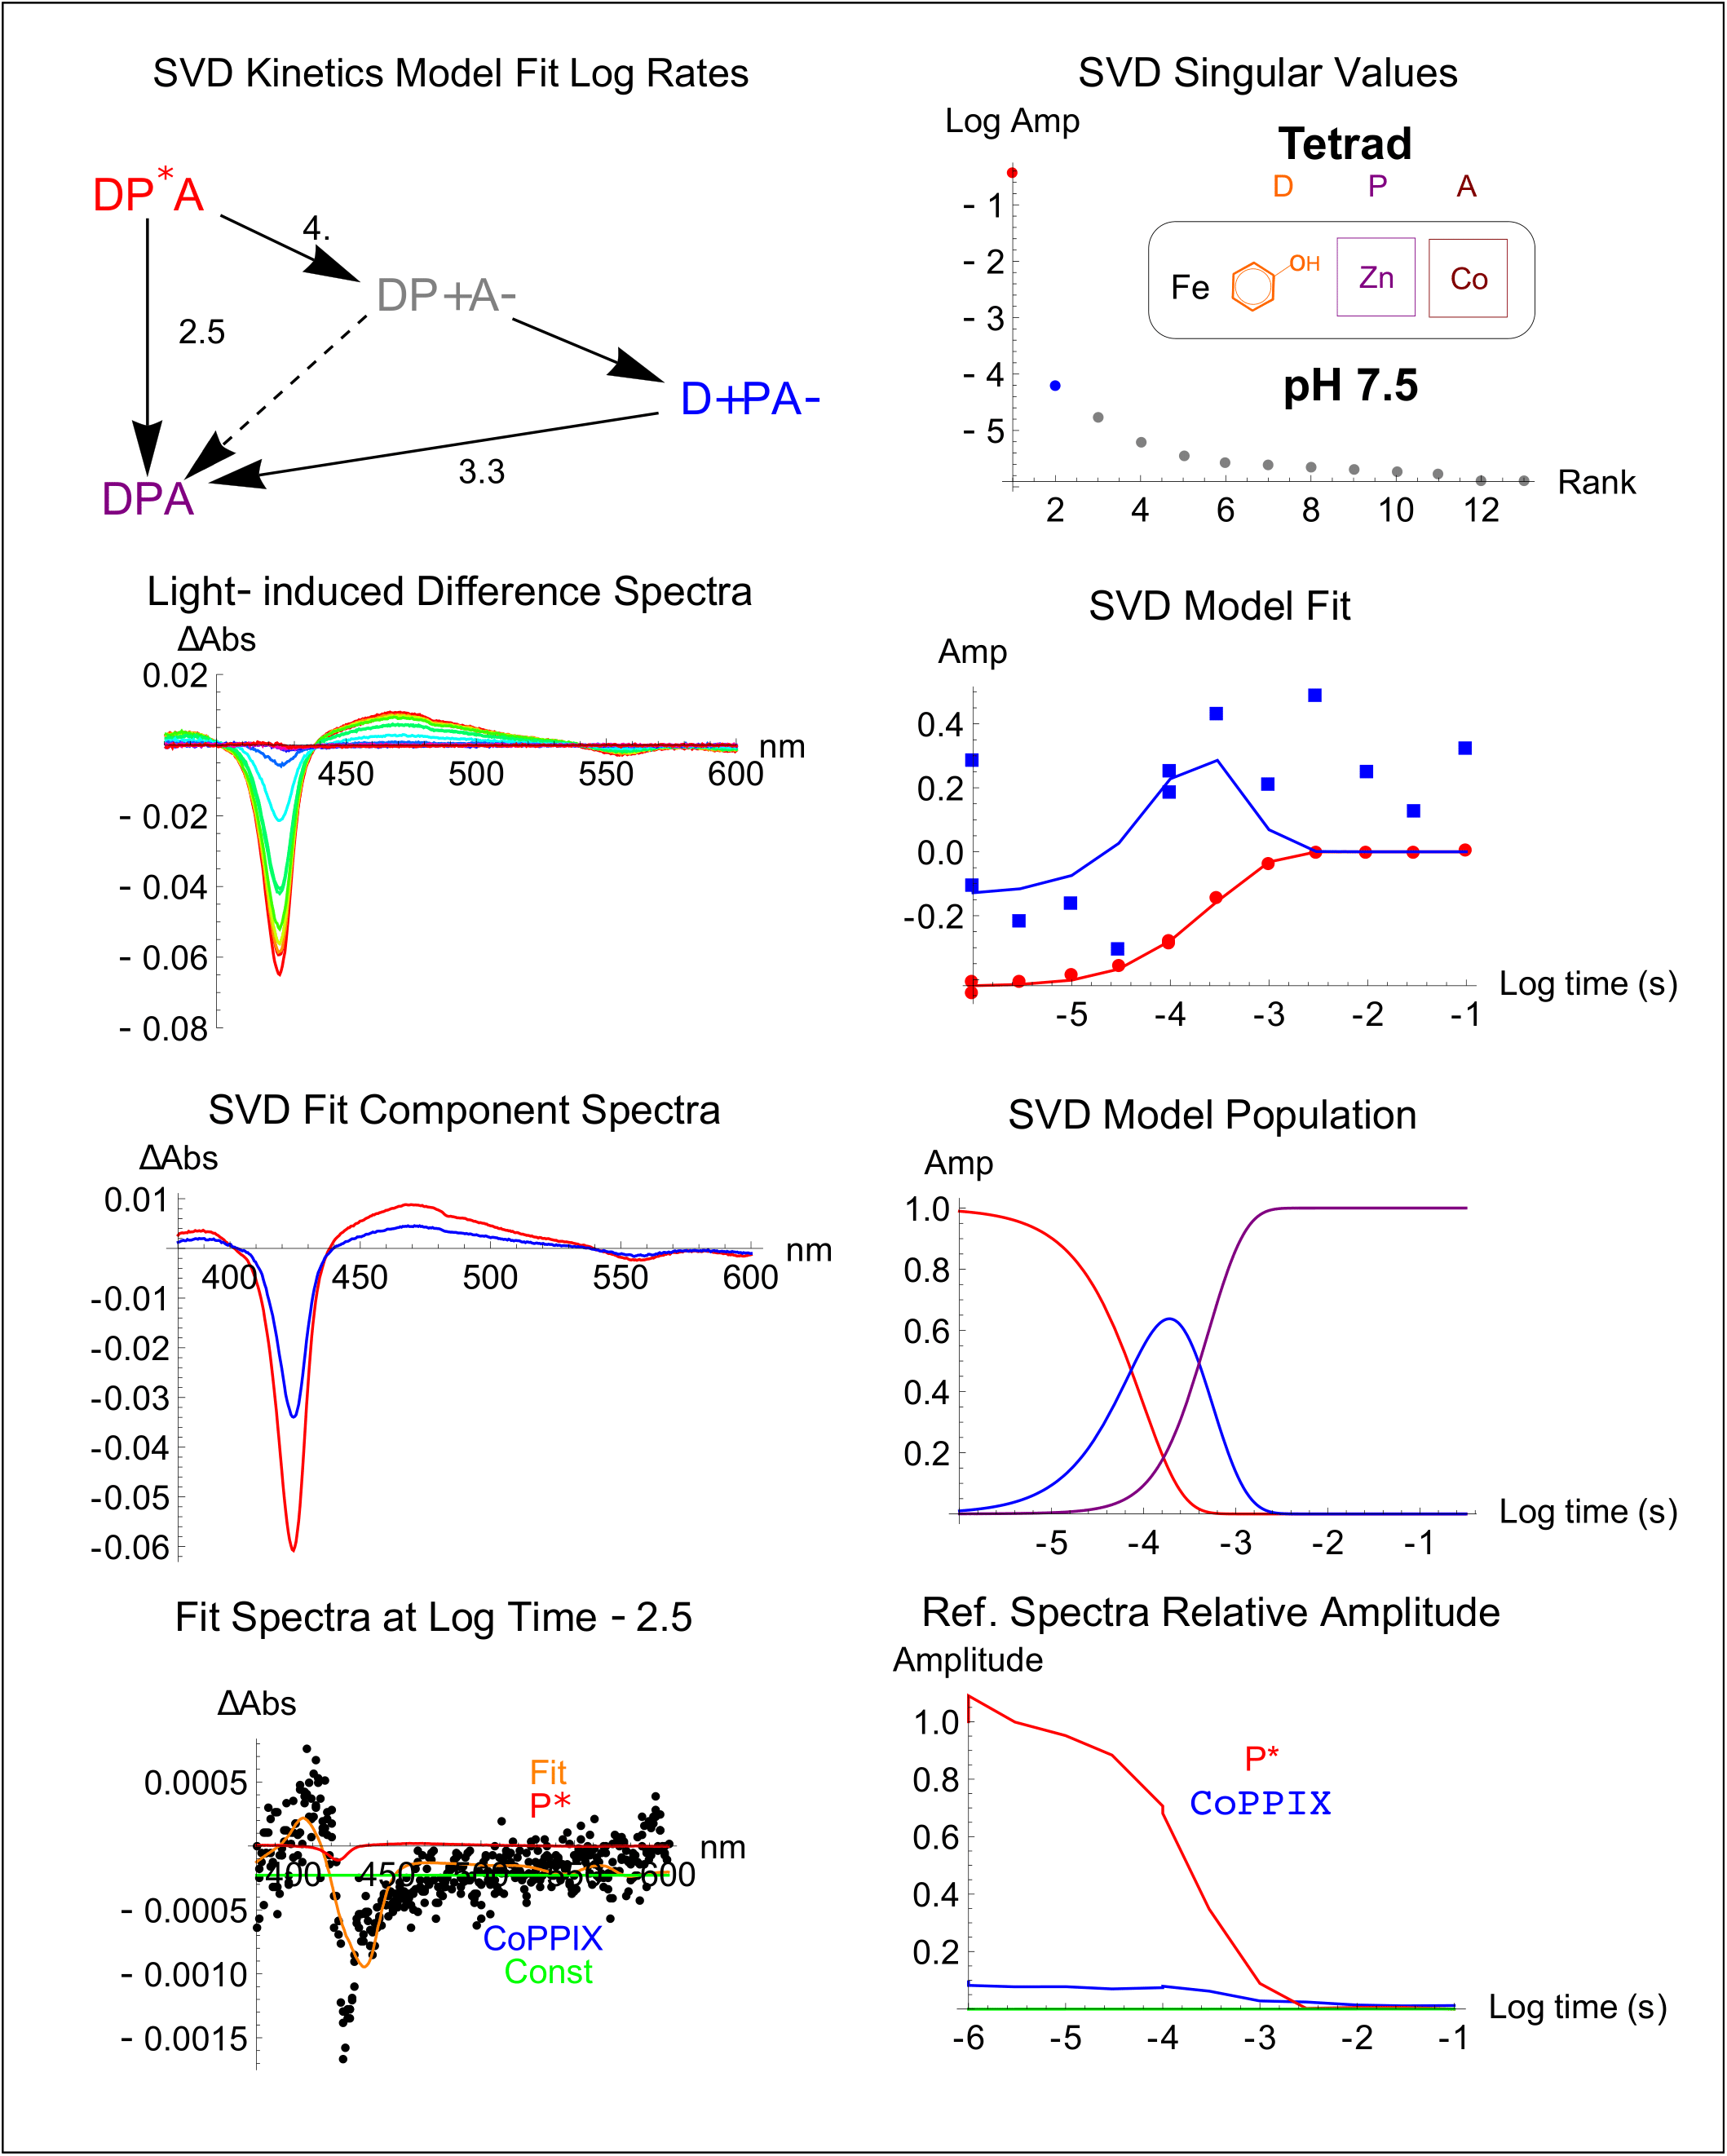 SVD Kinetics Model Fit Log Rates
DP*A
4.
DP+A-
2.5
D+PA-
3.3
DPA
SVD Singular Values
Log Amp
Tetrad
D P A
Fe OH Zn Co
pH 7.5
- 1
- 2
- 3
- 4
- 5
2 4 6 8 10 12
Rank
Light- induced Difference Spectra
ΔAbs
0.02
- 0.02
- 0.04
- 0.06
- 0.08
450 500 550 600
nm
SVD Model Fit
Amp
0.4
0.2
0.0
-0.2
-5 -4 -3 -2 -1
Log time (s)
SVD Fit Component Spectra
ΔAbs
0.01
-0.01
-0.02
-0.03
-0.04
-0.05
-0.06
400 450 500 550 600
nm
SVD Model Population
Amp
1.0
0.8
0.6
0.4
0.2
-5 -4 -3 -2 -1
Log time (s)
Fit Spectra at Log Time - 2.5
ΔAbs
0.0005
- 0.0005
- 0.0010
- 0.0015
Fit
P*
400 450 500 550 600
nm
CoPPIX
Const
Ref. Spectra Relative Amplitude
Amplitude
1.0
0.8
0.6
0.4
0.2
P*
CoPPIX
-6 -5 -4 -3 -2 -1
Log time (s)